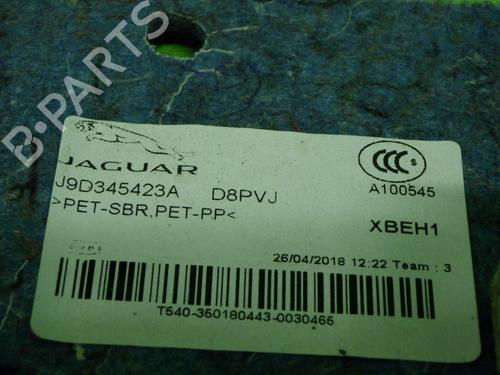 B-PARTS
JAGUAR
CCC S
J9D345423A D8PVJ
A100545
>PET-SBR,PET-PP<
XBEH1
26/04/2018 12:22 Team : 3
T540-350180443-0030466